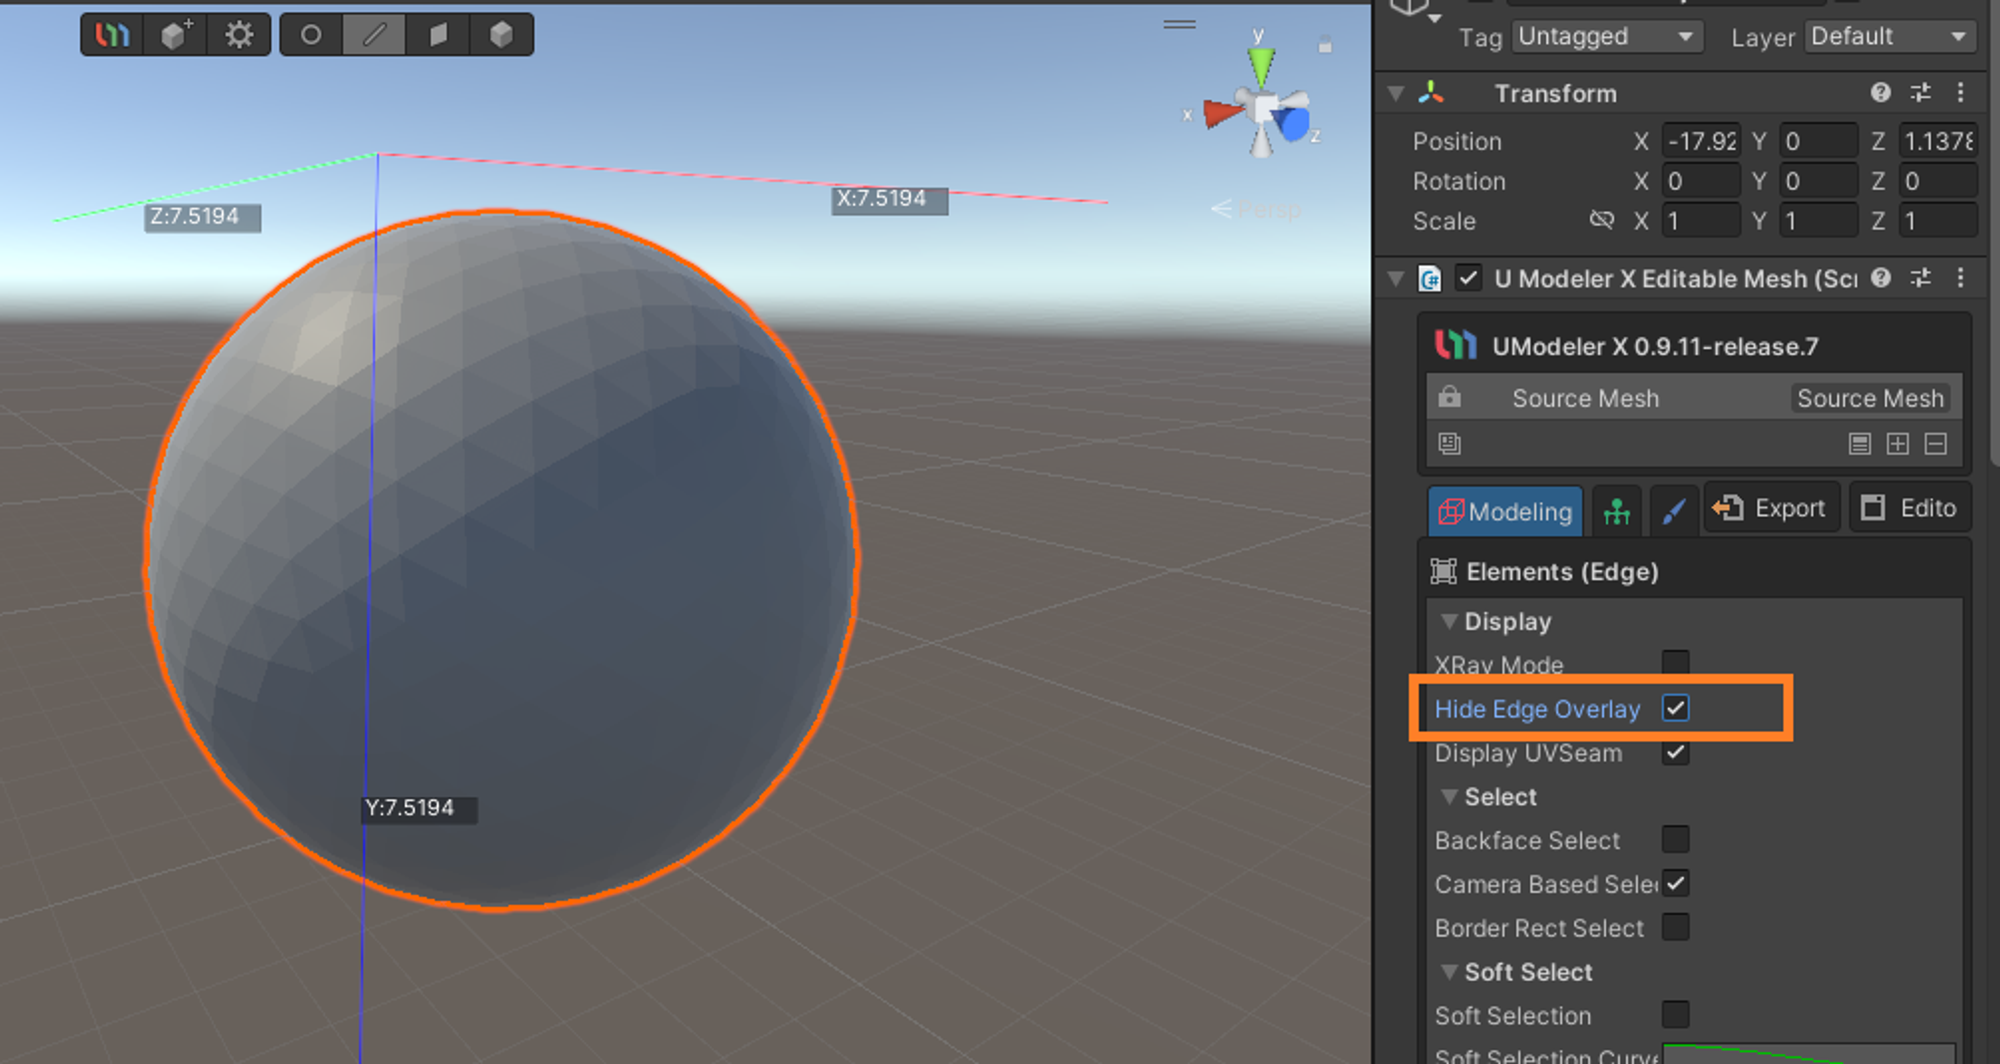 y
x
z
Persp
Z:7.5194
X:7.5194
Y:7.5194
Tag Untagged Layer Default
Transform
Position X -17.92 Y 0 Z 1.1378
Rotation X 0 Y 0 Z 0
Scale X 1 Y 1 Z 1
U Modeler X Editable Mesh (Scr
UModeler X 0.9.11-release.7
Source Mesh Source Mesh
Modeling Export Edito
Elements (Edge)
Display
XRay Mode
Hide Edge Overlay
Display UVSeam
Select
Backface Select
Camera Based Selec
Border Rect Select
Soft Select
Soft Selection
Soft Selection Curve